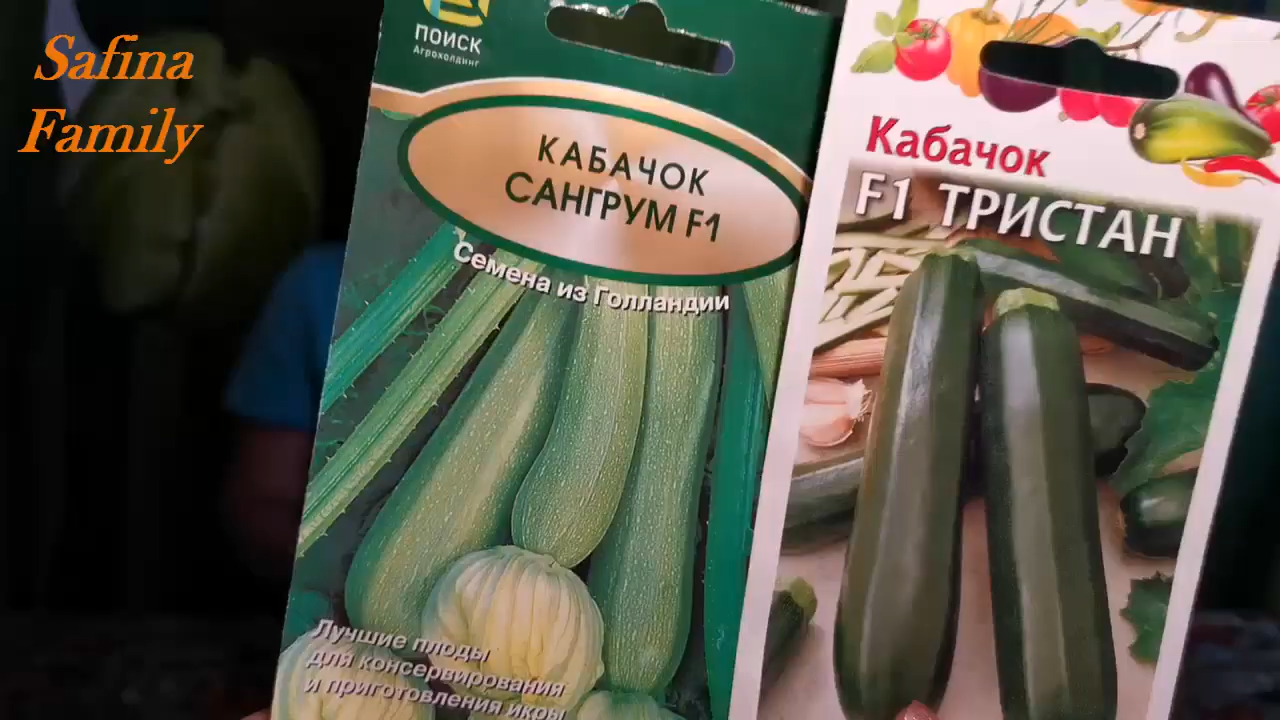 Safina
Family
ПОИСК
Агрохолдинг
КАБАЧОК
САНГРУМ F1
Семена из Голландии
Лучшие плоды
для консервирования
и приготовления икры
Кабачок
F1 ТРИСТАН